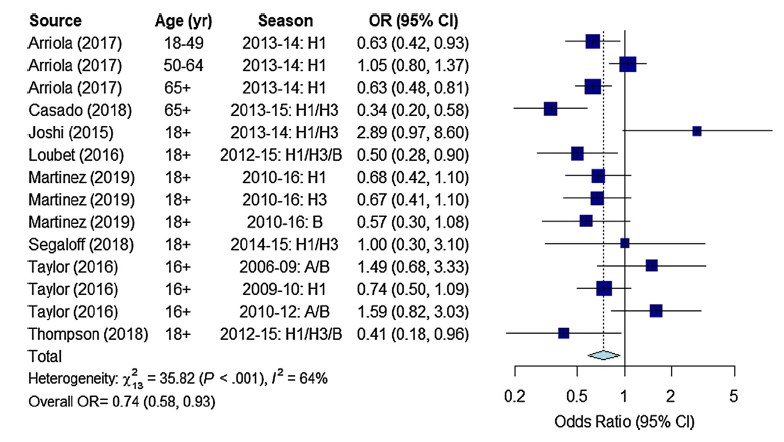 Source Age (yr) Season OR (95% CI)
Arriola (2017) 18-49 2013-14: H1 0.63 (0.42, 0.93)
Arriola (2017) 50-64 2013-14: H1 1.05 (0.80, 1.37)
Arriola (2017) 65+ 2013-14: H1 0.63 (0.48, 0.81)
Casado (2018) 65+ 2013-15: H1/H3 0.34 (0.20, 0.58)
Joshi (2015) 18+ 2013-14: H1/H3 2.89 (0.97, 8.60)
Loubet (2016) 18+ 2012-15: H1/H3/B 0.50 (0.28, 0.90)
Martinez (2019) 18+ 2010-16: H1 0.68 (0.42, 1.10)
Martinez (2019) 18+ 2010-16: H3 0.67 (0.41, 1.10)
Martinez (2019) 18+ 2010-16: B 0.57 (0.30, 1.08)
Segaloff (2018) 18+ 2014-15: H1/H3 1.00 (0.30, 3.10)
Taylor (2016) 16+ 2006-09: A/B 1.49 (0.68, 3.33)
Taylor (2016) 16+ 2009-10: H1 0.74 (0.50, 1.09)
Taylor (2016) 16+ 2010-12: A/B 1.59 (0.82, 3.03)
Thompson (2018) 18+ 2012-15: H1/H3/B 0.41 (0.18, 0.96)
Total
Heterogeneity: χ²₁₃ = 35.82 (P < .001), I² = 64%
Overall OR= 0.74 (0.58, 0.93)
0.2 0.5 1 2 5
Odds Ratio (95% CI)